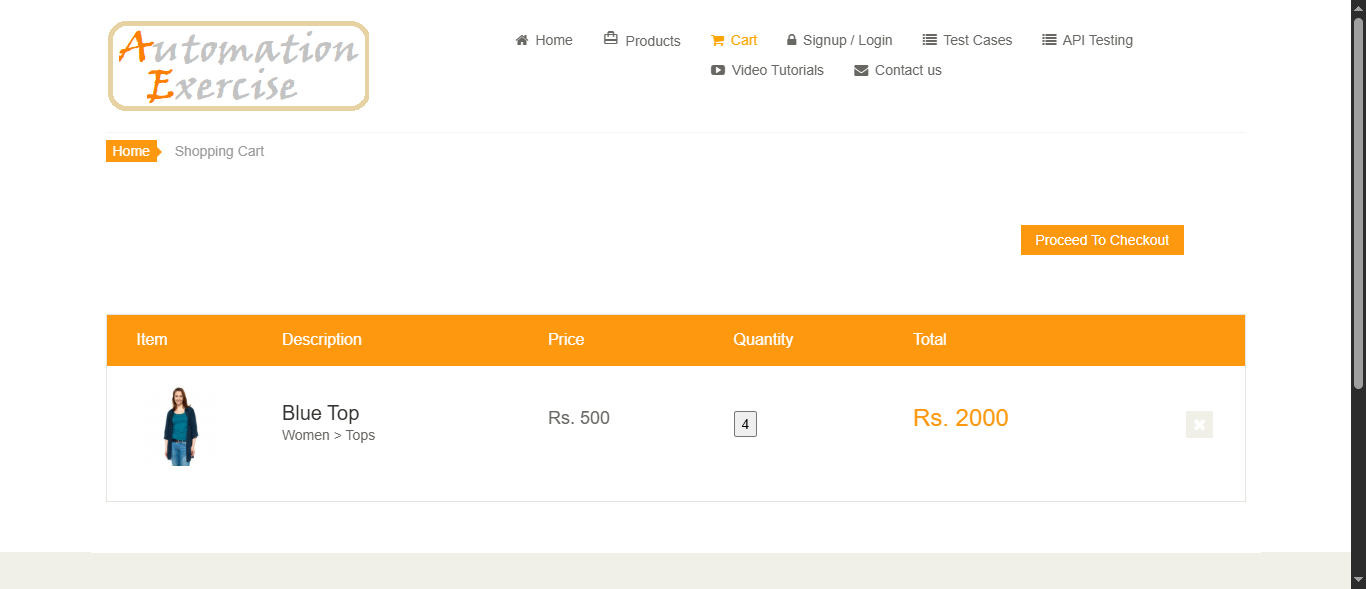 Automation
Exercise
Home Products Cart Signup / Login Test Cases API Testing
Video Tutorials Contact us
Home Shopping Cart
Proceed To Checkout
Item Description Price Quantity Total
Blue Top Rs. 500 4 Rs. 2000
Women > Tops